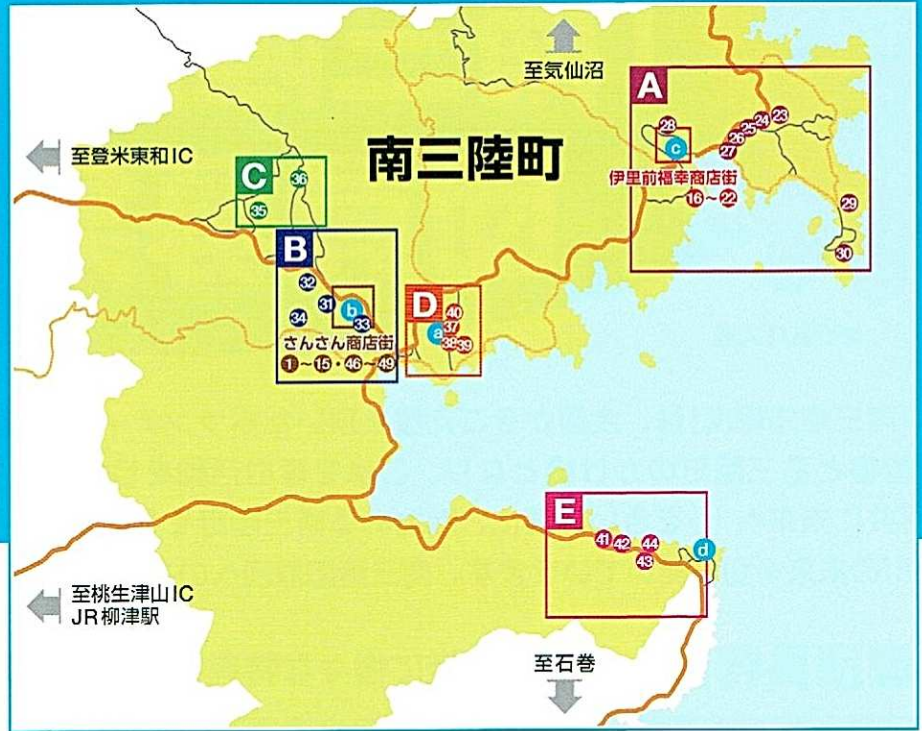 至気仙沼
至登米東和IC
南三陸町
A
28
c
27 26 25 24 23
伊里前福幸商店街
16～22
29
30
C
36
35
B
32
31
b
34
33
さんさん商店街
1～15・46～49
D
40
a
37
38 39
E
41 42 44
43
d
至桃生津山IC
JR柳津駅
至石巻